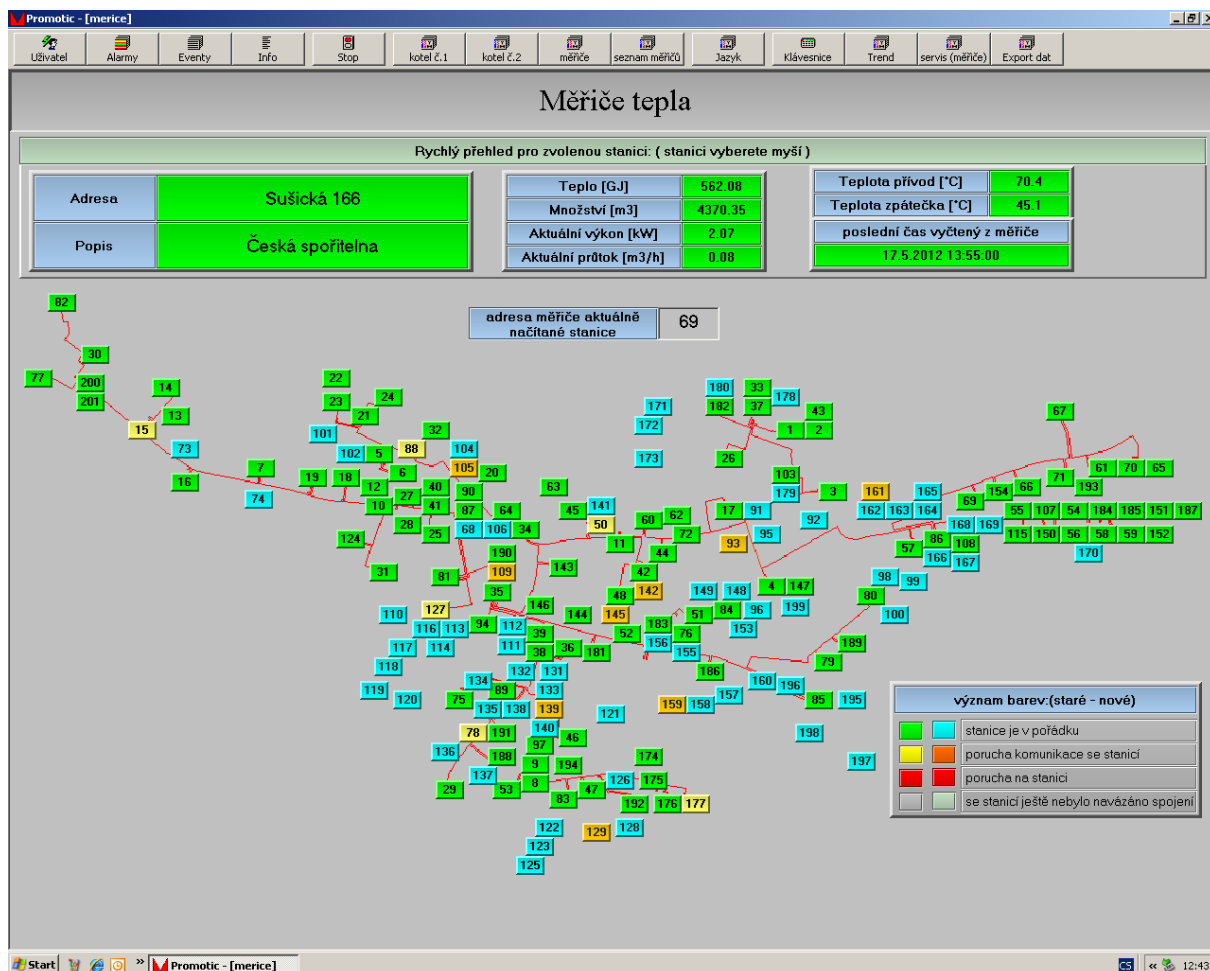 Promotic - [merice]
Uživatel Alarmy Eventy Info Stop kotel č.1 kotel č.2 měřiče seznam měřičů Jazyk Klávesnice Trend servis (měřiče) Export dat
Měřiče tepla
Rychlý přehled pro zvolenou stanici: ( stanici vyberete myší )
Adresa Sušická 166
Popis Česká spořitelna
Teplo [GJ] 562.08
Množství [m3] 4370.35
Aktuální výkon [kW] 2.07
Aktuální průtok [m3/h] 0.08
Teplota přívod [°C] 70.4
Teplota zpátečka [°C] 45.1
poslední čas vyčtený z měřiče
17.5.2012 13:55:00
adresa měřiče aktuálně
načítané stanice
69
82
30
77 200 14 22 24 180 33 178
201 13 23 21 171 182 37 43 67
15 101 32 172 1 2
73 102 5 88 104 173 26
16 7 19 18 12 6 105 20 103 61 70 65
74 10 27 40 90 63 179 3 161 165 69 154 66 71 193
28 41 87 64 45 141 60 62 17 91 92 162 163 164 55 107 54 184 185 151 187
124 25 68 106 34 50 11 72 93 95 168 169 115 150 56 58 59 152
31 81 190 143 44 57 86 108 170
109 42 166 167
127 35 146 48 142 149 148 4 147 98 99
110 94 112 144 145 183 51 84 96 199 80 100
116 113 39 52 76 153
117 114 111 38 36 181 156 155 189
118 132 131 186 79
119 120 134 89 133 160 196
75 135 138 139 121 159 158 157 85 195
78 191 140 46 198
136 188 97 174 197
137 9 194 126 175
29 53 8 83 47 192 176 177
122 129 128
123
125
význam barev:(staré - nové)
stanice je v pořádku
porucha komunikace se stanicí
porucha na stanici
se stanicí ještě nebylo navázáno spojení
Start » Promotic - [merice] CS « 12:43